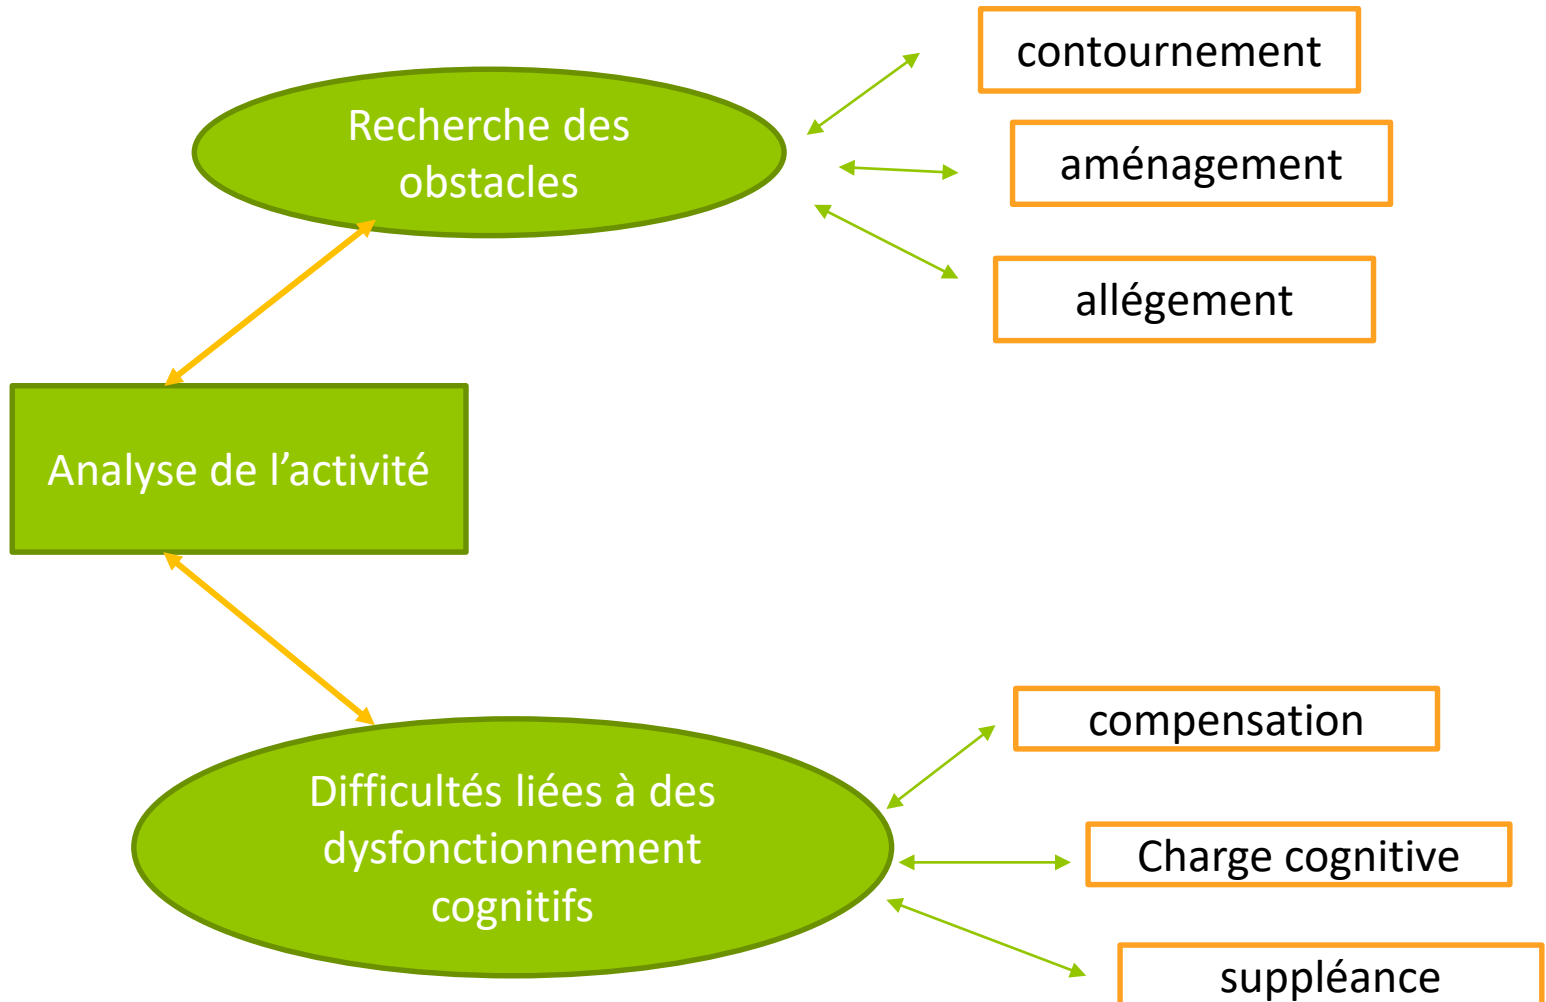 contournement
Recherche des
obstacles
aménagement
allégement
Analyse de l’activité
compensation
Difficultés liées à des
dysfonctionnement
cognitifs
Charge cognitive
suppléance